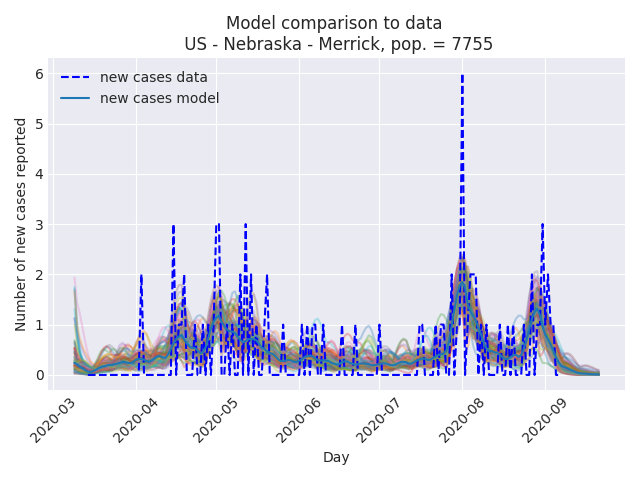 Model comparison to data
US - Nebraska - Merrick, pop. = 7755
new cases data
new cases model
Number of new cases reported
6
5
4
3
2
1
0
2020-03
2020-04
2020-05
2020-06
2020-07
2020-08
2020-09
Day